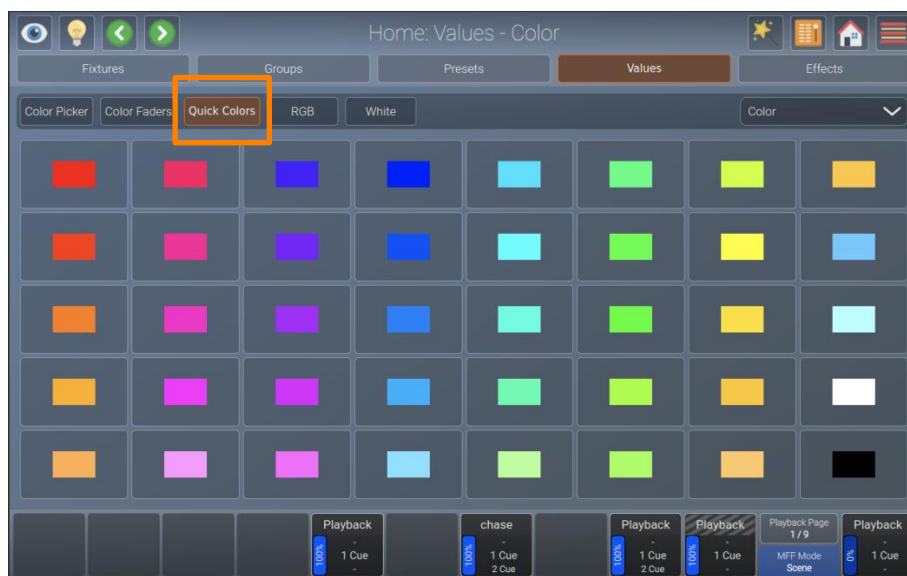 Home: Values - Color
Fixtures Groups Presets Values Effects
Color Picker Color Faders Quick Colors RGB White Color
Playback chase Playback Playback Playback Page Playback
- - - - 1 / 9 -
100% 1 Cue 100% 1 Cue 100% 1 Cue 100% 1 Cue MFF Mode 0% 1 Cue
- 2 Cue 2 Cue - Scene -